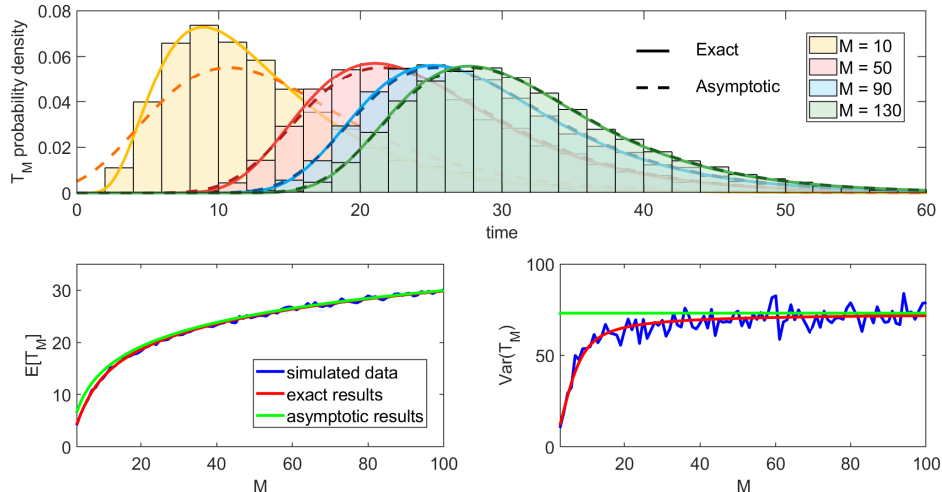 T_M probability density
0.08
0.06
0.04
0.02
0
0 10 20 30 40 50 60
time
Exact
Asymptotic
M = 10
M = 50
M = 90
M = 130
E[T_M]
30
20
10
0
20 40 60 80 100
M
simulated data
exact results
asymptotic results
Var(T_M)
100
50
0
20 40 60 80 100
M